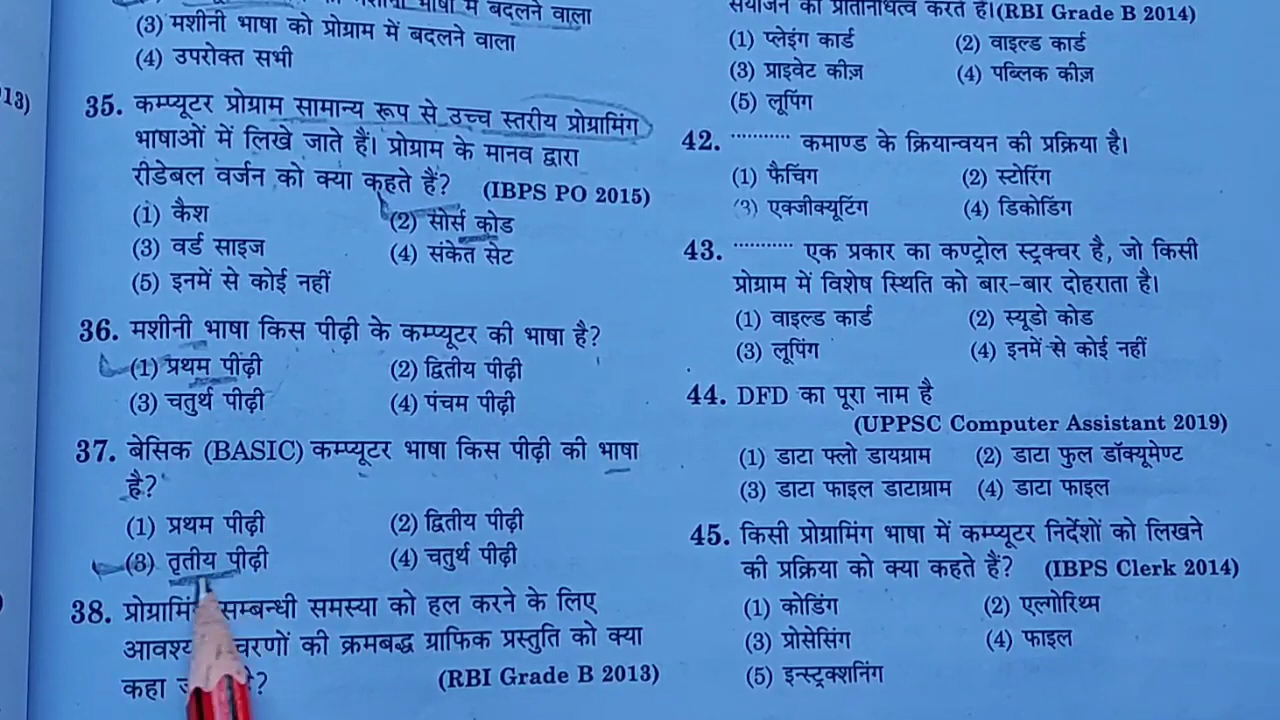 मशीनी भाषा में बदलने वाला
(3) मशीनी भाषा को प्रोग्राम में बदलने वाला
(4) उपरोक्त सभी
13)
35. कम्प्यूटर प्रोग्राम सामान्य रूप से उच्च स्तरीय प्रोग्रामिंग
भाषाओं में लिखे जाते हैं। प्रोग्राम के मानव द्वारा
रीडेबल वर्जन को क्या कहते हैं? (IBPS PO 2015)
(1) कैश (2) सोर्स कोड
(3) वर्ड साइज (4) संकेत सेट
(5) इनमें से कोई नहीं
36. मशीनी भाषा किस पीढ़ी के कम्प्यूटर की भाषा है?
(1) प्रथम पीढ़ी (2) द्वितीय पीढ़ी
(3) चतुर्थ पीढ़ी (4) पंचम पीढ़ी
37. बेसिक (BASIC) कम्प्यूटर भाषा किस पीढ़ी की भाषा
है?
(1) प्रथम पीढ़ी (2) द्वितीय पीढ़ी
(3) तृतीय पीढ़ी (4) चतुर्थ पीढ़ी
38. सम्बन्धी समस्या को हल करने के लिए
की क्रमबद्ध ग्राफिक प्रस्तुति को क्या
कहा (RBI Grade B 2013)
संयोजन का प्रतिनिधित्व करते हैं।(RBI Grade B 2014)
(1) प्लेइंग कार्ड (2) वाइल्ड कार्ड
(3) प्राइवेट कीज़ (4) पब्लिक कीज़
(5) लूपिंग
42. ........... कमाण्ड के क्रियान्वयन की प्रक्रिया है।
(1) फैचिंग (2) स्टोरिंग
(3) एक्जीक्यूटिंग (4) डिकोडिंग
43. ........... एक प्रकार का कण्ट्रोल स्ट्रक्चर है, जो किसी
प्रोग्राम में विशेष स्थिति को बार-बार दोहराता है।
(1) वाइल्ड कार्ड (2) स्यूडो कोड
(3) लूपिंग (4) इनमें से कोई नहीं
44. DFD का पूरा नाम है
(UPPSC Computer Assistant 2019)
(1) डाटा फ्लो डायग्राम (2) डाटा फुल डॉक्यूमेण्ट
(3) डाटा फाइल डाटाग्राम (4) डाटा फाइल
45. किसी प्रोग्रामिंग भाषा में कम्प्यूटर निर्देशों को लिखने
की प्रक्रिया को क्या कहते हैं? (IBPS Clerk 2014)
(1) कोडिंग (2) एल्गोरिथ्म
(3) प्रोसेसिंग (4) फाइल
(5) इन्स्ट्रक्शनिंग